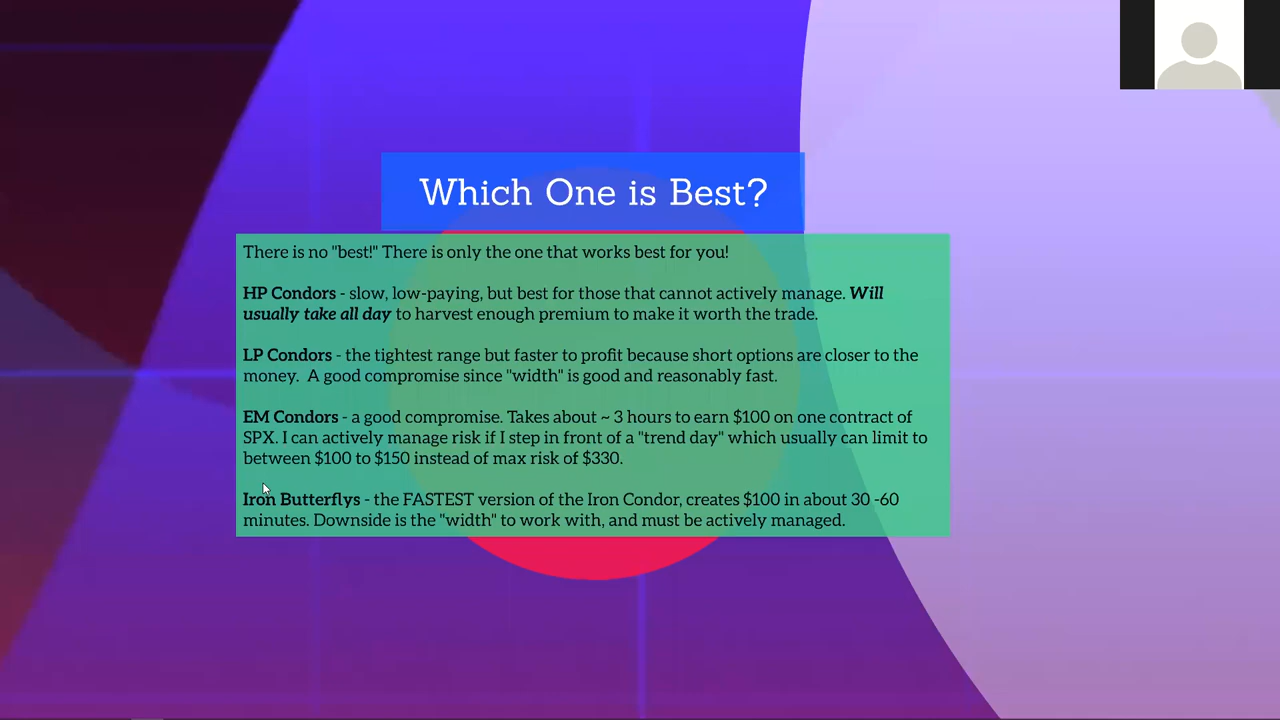 Which One is Best?
There is no "best!" There is only the one that works best for you!
HP Condors - slow, low-paying, but best for those that cannot actively manage. Will
usually take all day to harvest enough premium to make it worth the trade.
LP Condors - the tightest range but faster to profit because short options are closer to the
money.  A good compromise since "width" is good and reasonably fast.
EM Condors - a good compromise. Takes about ~ 3 hours to earn $100 on one contract of
SPX. I can actively manage risk if I step in front of a "trend day" which usually can limit to
between $100 to $150 instead of max risk of $330.
Iron Butterflys - the FASTEST version of the Iron Condor, creates $100 in about 30 -60
minutes. Downside is the "width" to work with, and must be actively managed.